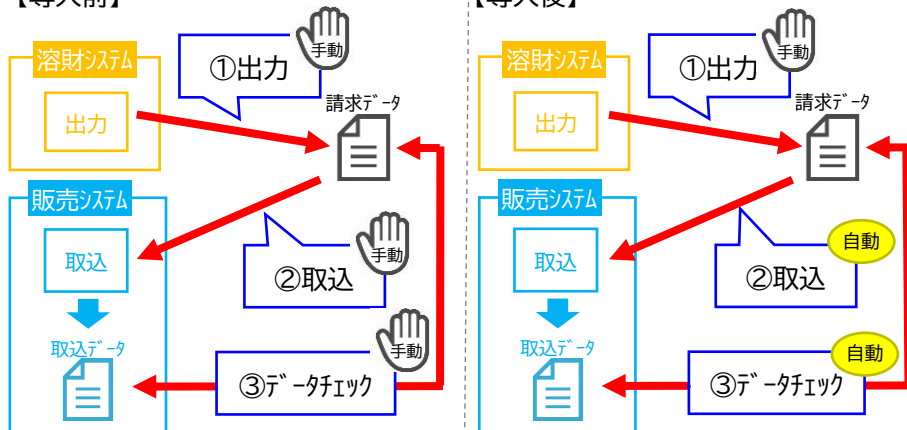 【導入前】
手動
溶財システム
①出力
出力
請求データ
販売システム
取込
手動
②取込
取込データ
手動
③データチェック
【導入後】
手動
溶財システム
①出力
出力
請求データ
販売システム
取込
自動
②取込
取込データ
自動
③データチェック